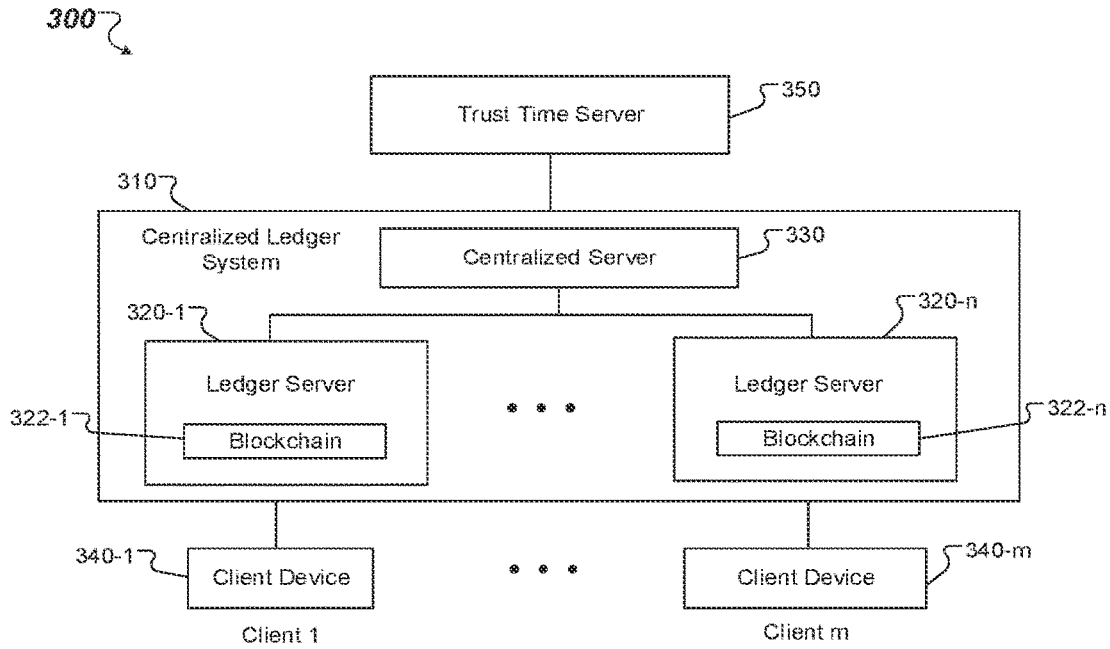 300
350
Trust Time Server
310
Centralized Ledger
System
330
Centralized Server
320-1
320-n
Ledger Server
Ledger Server
322-1
Blockchain
322-n
Blockchain
340-1
Client Device
340-m
Client Device
Client 1
Client m